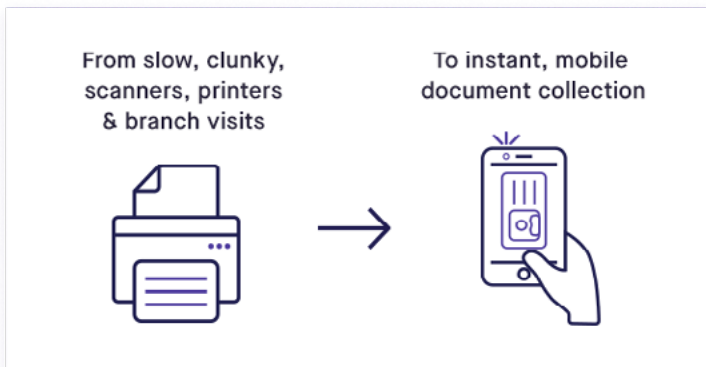 From slow, clunky,
scanners, printers
& branch visits
To instant, mobile
document collection